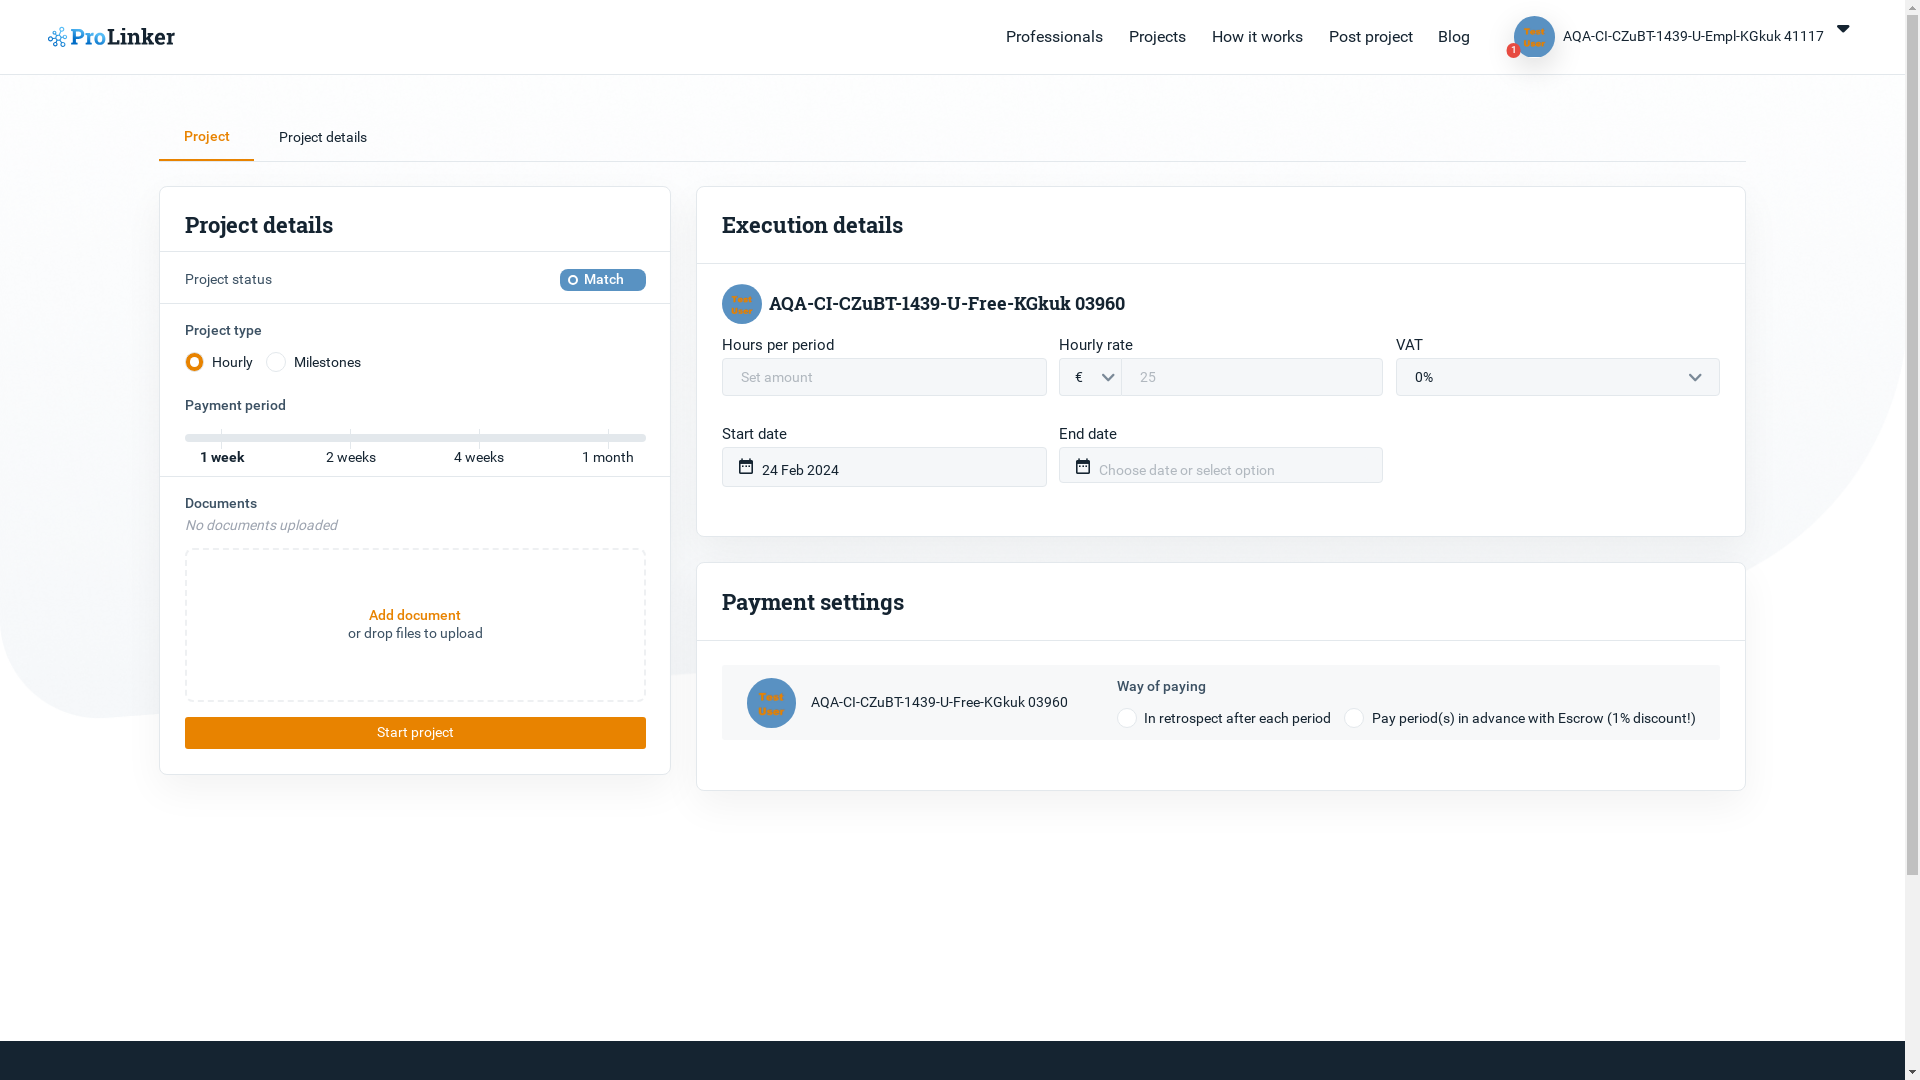 ProLinker
Professionals
Projects
How it works
Post project
Blog
Test
User
1
AQA-CI-CZuBT-1439-U-Empl-KGkuk 41117
Project
Project details
Project details
Project status
Match
Project type
Hourly
Milestones
Payment period
1 week
2 weeks
4 weeks
1 month
Documents
No documents uploaded
Add document
or drop files to upload
Start project
Execution details
Test
User
AQA-CI-CZuBT-1439-U-Free-KGkuk 03960
Hours per period
Hourly rate
VAT
Set amount
€
25
0%
Start date
End date
24 Feb 2024
Choose date or select option
Payment settings
Test
User
AQA-CI-CZuBT-1439-U-Free-KGkuk 03960
Way of paying
In retrospect after each period
Pay period(s) in advance with Escrow (1% discount!)